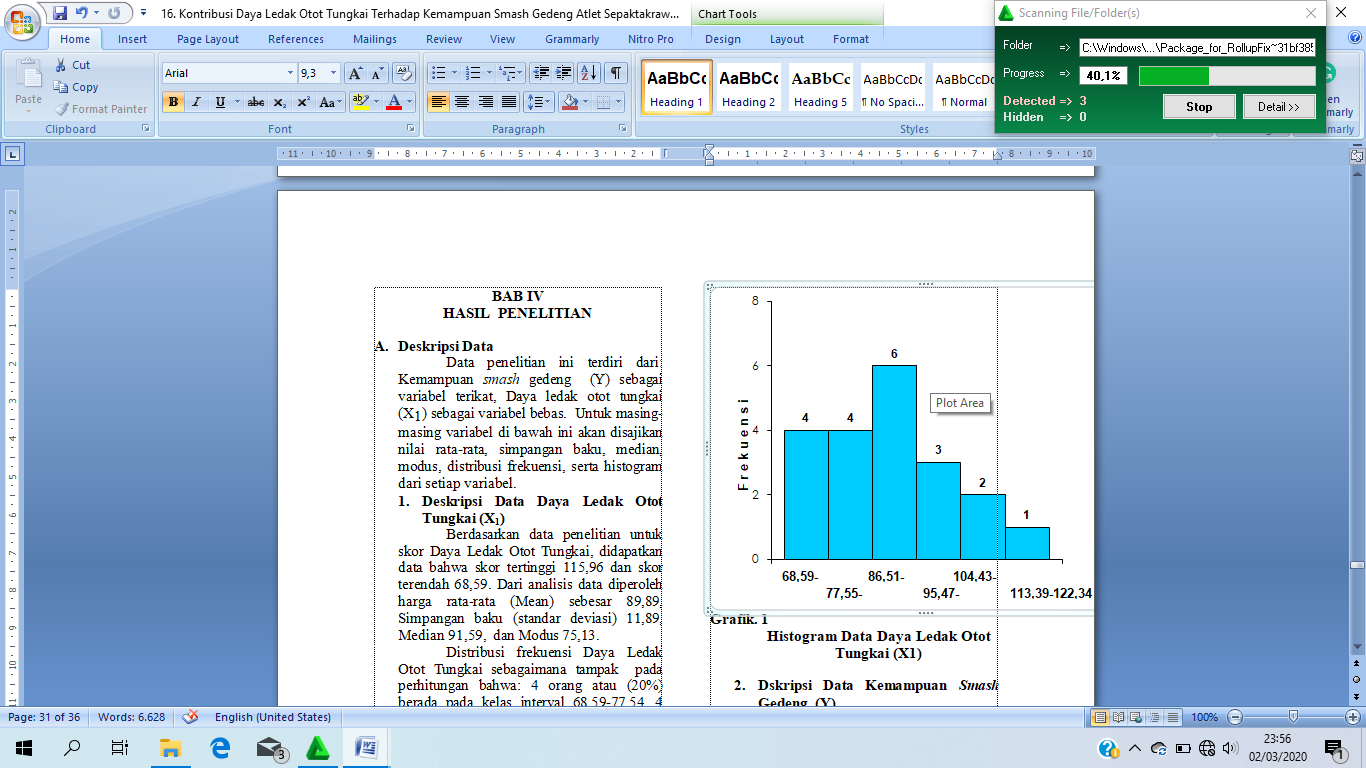 16. Kontribusi Daya Ledak Otot Tungkai Terhadap Kemampuan Smash Gedeng Atlet Sepaktakraw...
Chart Tools
Scanning File/Folder(s)
Home Insert Page Layout References Mailings Review View Grammarly Nitro Pro Design Layout Format
Folder => C:\Windows\...\Package_for_RollupFix~31bf385
Progress => 40,1%
Detected => 3
Hidden => 0
Stop
Detail >>
Paste
Cut
Copy
Format Painter
Clipboard
Arial 9,3
Font
Paragraph
AaBbCc AaBbCc AaBbCc AaBbCcDc AaBbCcDc
Heading 1 Heading 2 Heading 5 ¶ No Spaci... ¶ Normal
Styles
BAB IV
HASIL PENELITIAN
A. Deskripsi Data
Data penelitian ini terdiri dari:
Kemampuan smash gedeng (Y) sebagai
variabel terikat, Daya ledak otot tungkai
(X1) sebagai variabel bebas. Untuk masing-
masing variabel di bawah ini akan disajikan
nilai rata-rata, simpangan baku, median,
modus, distribusi frekuensi, serta histogram
dari setiap variabel.
1. Deskripsi Data Daya Ledak Otot
Tungkai (X1)
Berdasarkan data penelitian untuk
skor Daya Ledak Otot Tungkai, didapatkan
data bahwa skor tertinggi 115,96 dan skor
terendah 68,59. Dari analisis data diperoleh
harga rata-rata (Mean) sebesar 89,89,
Simpangan baku (standar deviasi) 11,89,
Median 91,59, dan Modus 75,13.
Distribusi frekuensi Daya Ledak
Otot Tungkai sebagaimana tampak pada
perhitungan bahwa: 4 orang atau (20%)
berada pada kelas interval 68,59-77,54, 4
Frekuensi
8
6
4
2
0
4 4 6 3 2 1
Plot Area
68,59- 86,51- 104,43-
77,55- 95,47- 113,39-122,34
Grafik. 1
Histogram Data Daya Ledak Otot
Tungkai (X1)
2. Dskripsi Data Kemampuan Smash
Gedeng (Y)
Page: 31 of 36 Words: 6.628 English (United States) 100%
3
23:56
02/03/2020
1